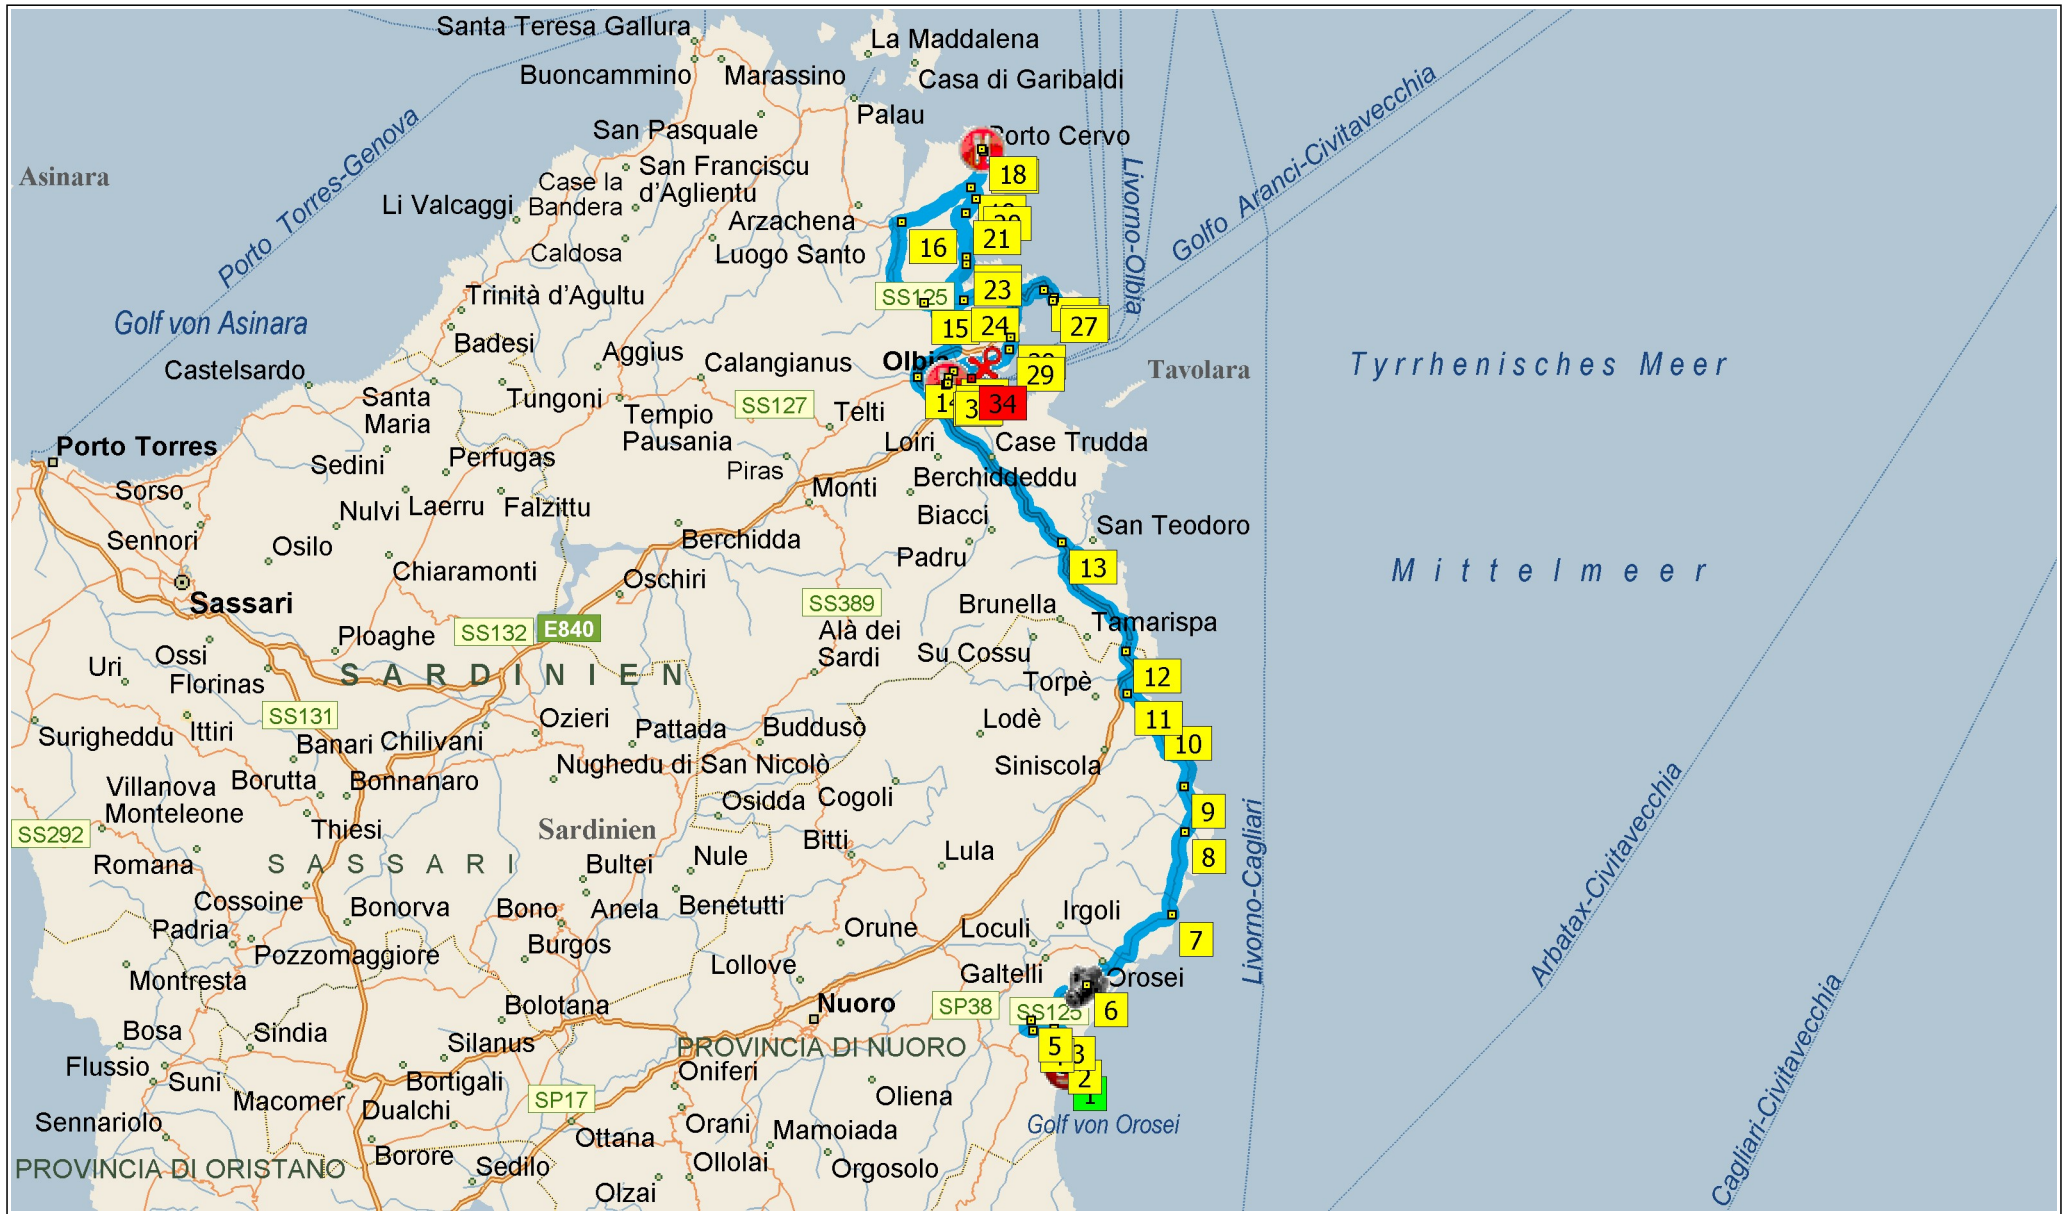 Santa Teresa Gallura
La Maddalena
Buoncammino
Marassino
Casa di Garibaldi
Palau
Porto Torres-Genova
San Pasquale
Porto Cervo
Livorno-Olbia
Golfo Aranci-Civitavecchia
Asinara
Case la
Bandera
San Franciscu
d'Aglientu
18
Li Valcaggi
Arzachena
21
16
Caldosa
Luogo Santo
Trinità d'Agultu
SS125
23
Golf von Asinara
15
24
27
Badesi
Aggius
Calangianus
Olbia
29
Tavolara
Tyrrhenisches Meer
Castelsardo
Santa
Maria
Tungoni
Tempio
Pausania
SS127
Telti
14
34
Porto Torres
Sedini
Perfugas
Piras
Loiri
Case Trudda
Sorso
Nulvi
Laerru
Falzittu
Monti
Berchiddeddu
Biacci
San Teodoro
Sennori
Osilo
Chiaramonti
Berchidda
Padru
13
Mittelmeer
Oschiri
Sassari
SS389
Brunella
Tamarispa
Ploaghe
SS132
E840
Alà dei
Sardi
Su Cossu
Uri
Ossi
Florinas
SARDINIEN
Torpè
12
SS131
Ozieri
Pattada
Buddusò
Lodè
11
10
Surigheddu
Ittiri
Banari
Chilivani
Nughedu di San Nicolò
Siniscola
Villanova
Monteleone
Borutta
Bonnanaro
Osidda
Cogoli
9
SS292
Thiesi
Sardinien
Bitti
8
Livorno-Cagliari
Arbatax-Civitavecchia
Romana
SASSARI
Bultei
Nule
Lula
Cossoine
Bonorva
Bono
Anela
Benetutti
Irgoli
Padria
Pozzomaggiore
Burgos
Orune
Loculi
7
Montresta
Lollove
Galtelli
Orosei
Bolotana
Nuoro
SP38
SS125
6
Cagliari-Civitavecchia
Bosa
Sindia
Silanus
PROVINCIA DI NUORO
5
3
Flussio
Suni
Macomer
Bortigali
Oniferi
2
1
Dualchi
SP17
Oliena
Golf von Orosei
Sennariolo
Ottana
Orani
Mamoiada
PROVINCIA DI ORISTANO
Borore
Sedilo
Ollolai
Orgosolo
Olzai